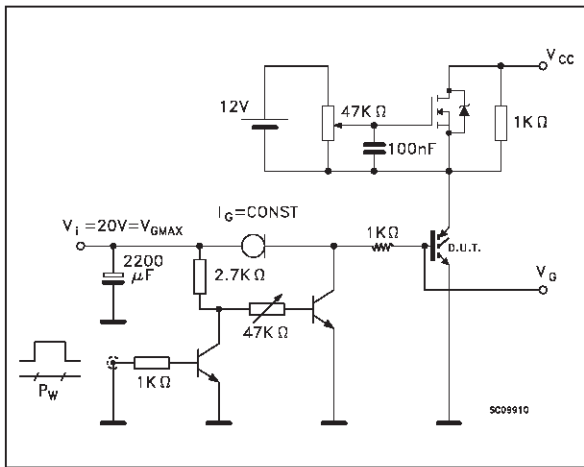 VCC
12V
47KΩ
1KΩ
100nF
Vi =20V=VGMAX
IG=CONST
1KΩ
D.U.T.
2200
μF
2.7KΩ
VG
47KΩ
1KΩ
PW
SC09910